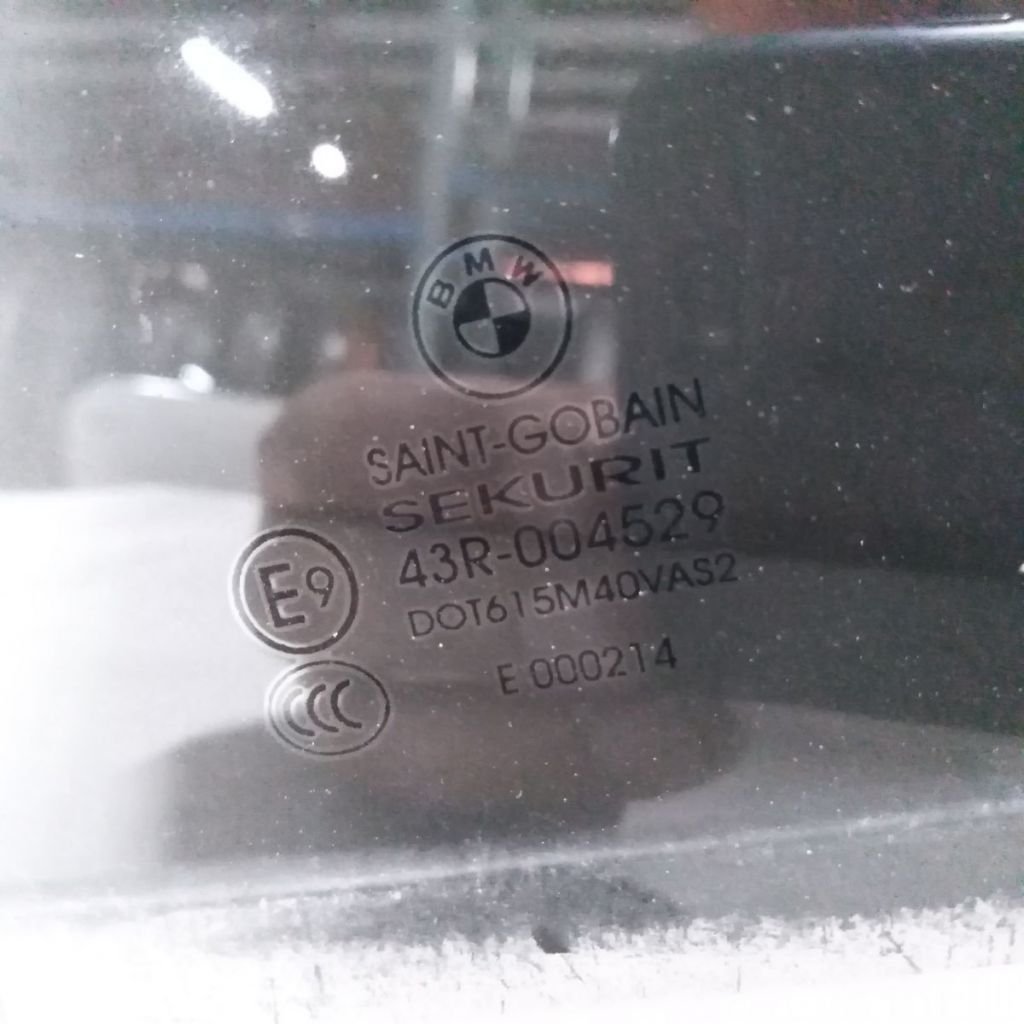 BMW
SAINT-GOBAIN
SEKURIT
E9
43R-004529
DOT615M40VAS2
CCC
E 000214